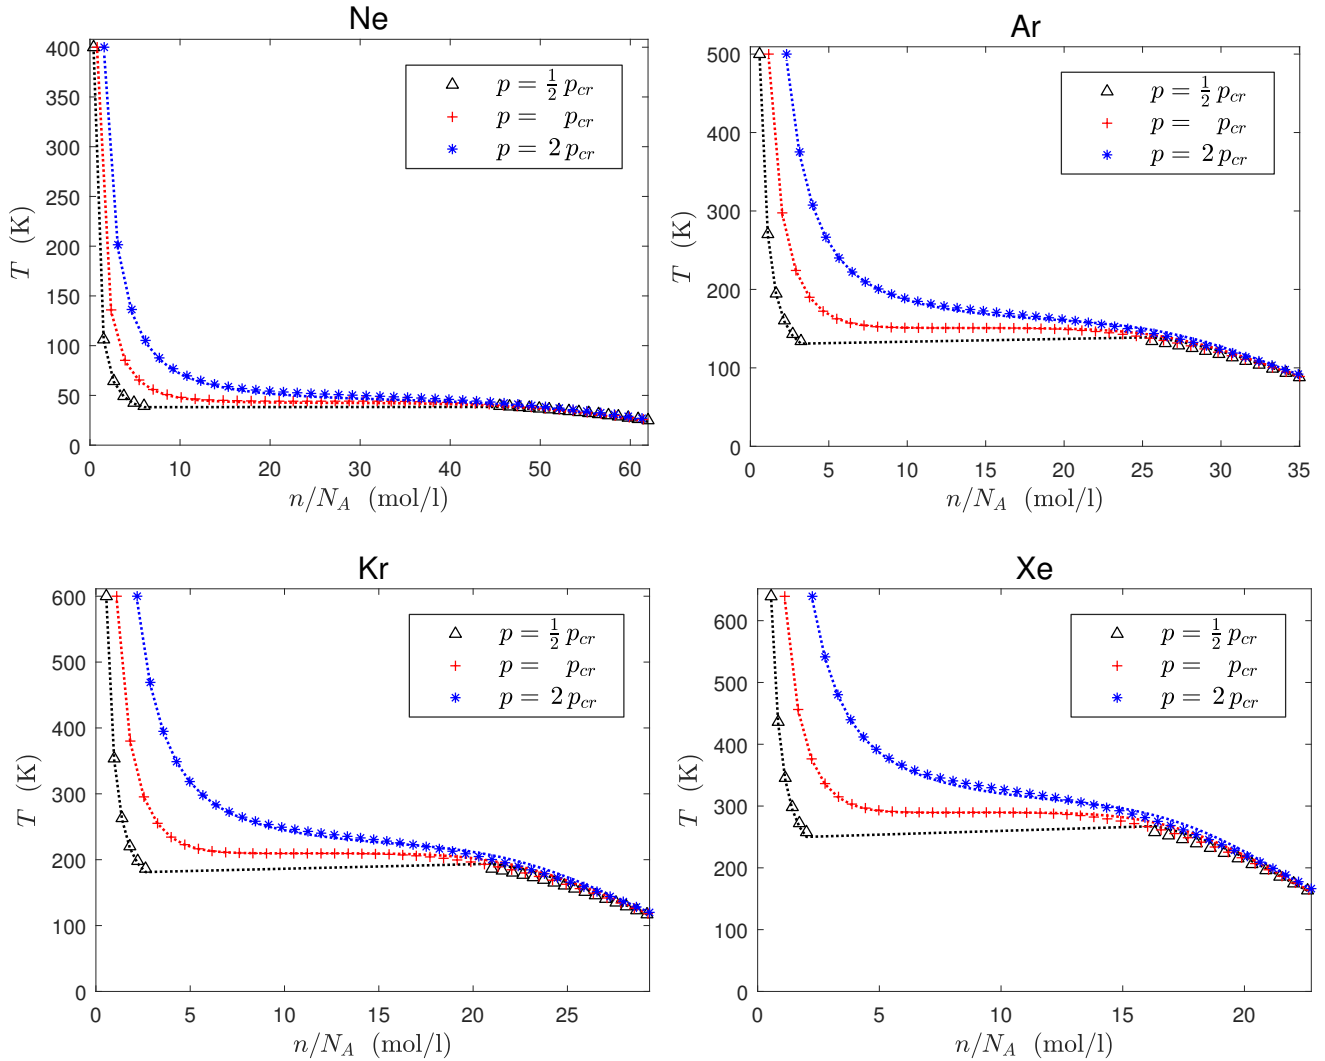 Ne
400
350
300
250
200
150
100
50
0
T (K)
0 10 20 30 40 50 60
n/N_A (mol/l)
p = 1/2 p_cr
p = p_cr
p = 2 p_cr
Ar
500
400
300
200
100
0
T (K)
0 5 10 15 20 25 30 35
n/N_A (mol/l)
p = 1/2 p_cr
p = p_cr
p = 2 p_cr
Kr
600
500
400
300
200
100
0
T (K)
0 5 10 15 20 25
n/N_A (mol/l)
p = 1/2 p_cr
p = p_cr
p = 2 p_cr
Xe
600
500
400
300
200
100
0
T (K)
0 5 10 15 20
n/N_A (mol/l)
p = 1/2 p_cr
p = p_cr
p = 2 p_cr